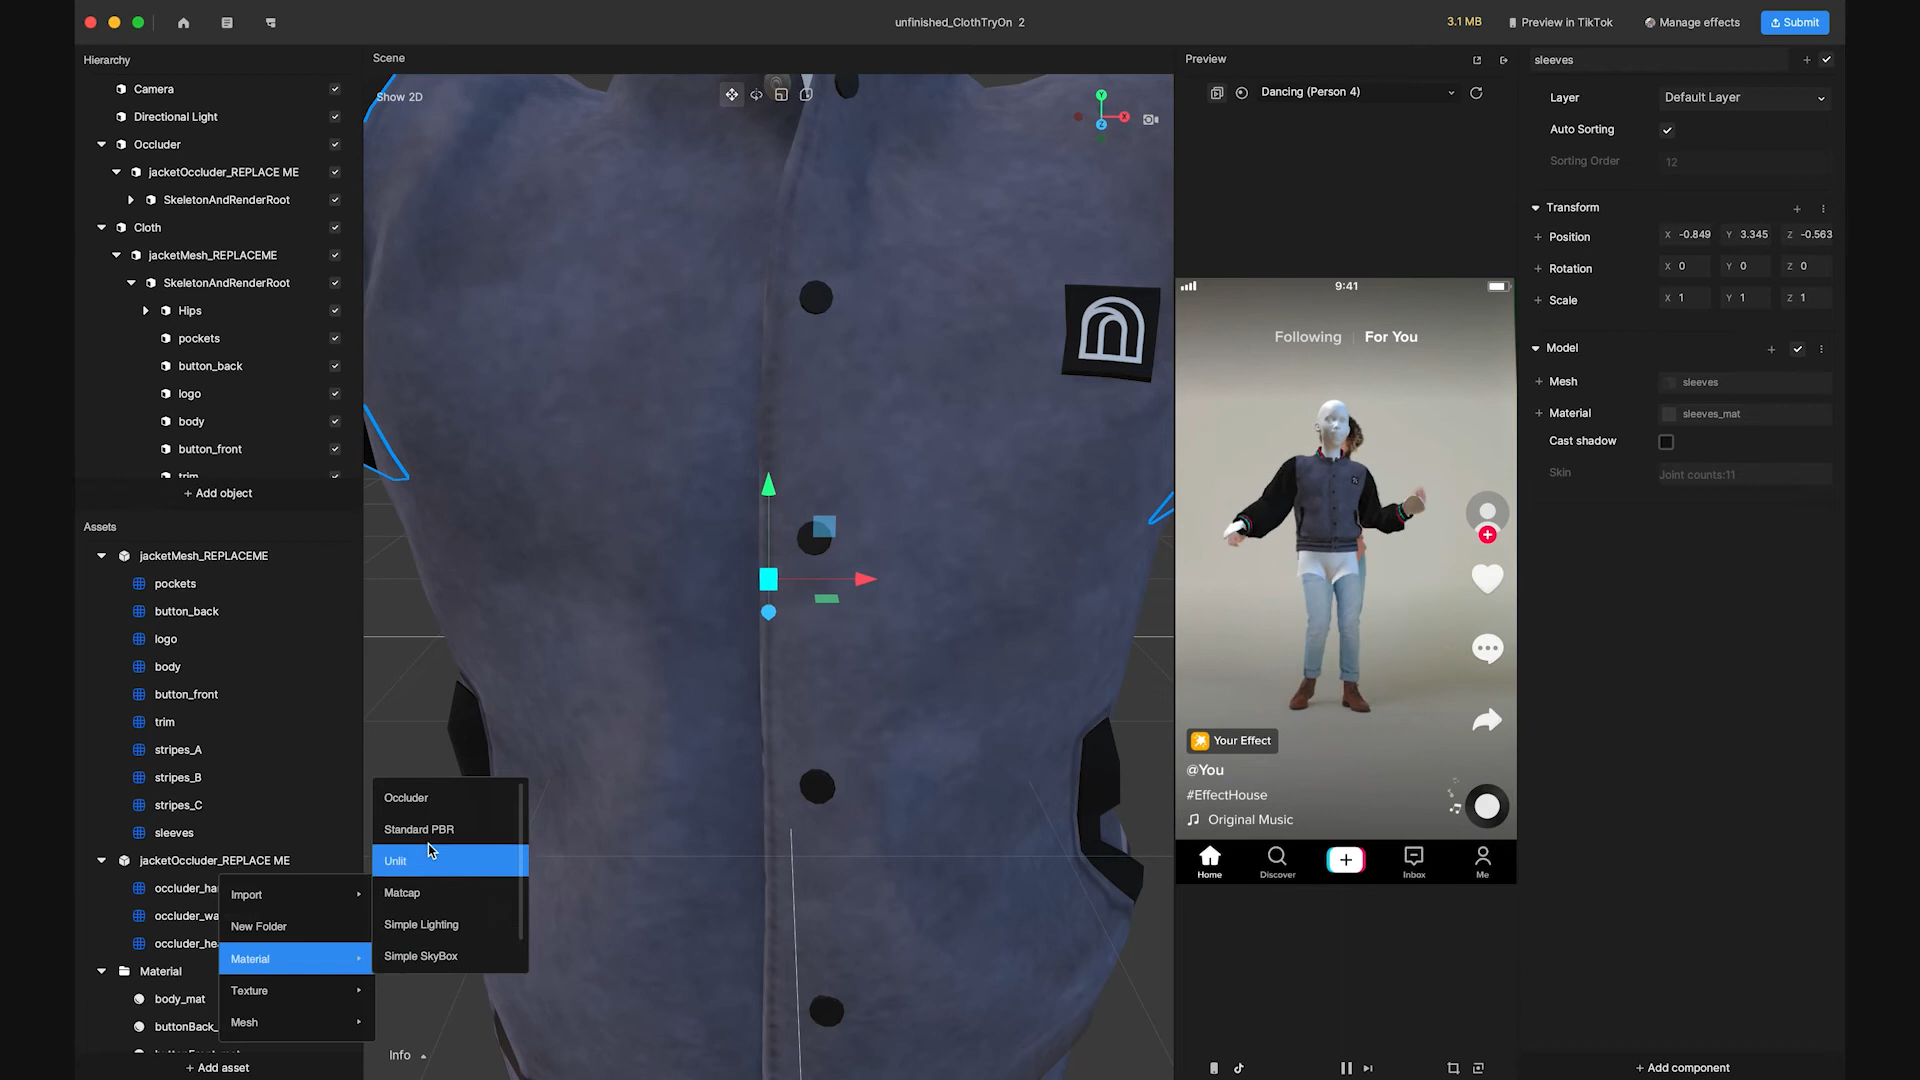 unfinished_ClothTryOn 2
3.1 MB
Preview in TikTok
Manage effects
Submit
Hierarchy
Camera
Directional Light
Occluder
jacketOccluder_REPLACE ME
SkeletonAndRenderRoot
Cloth
jacketMesh_REPLACEME
SkeletonAndRenderRoot
Hips
pockets
button_back
logo
body
button_front
trim
+ Add object
Assets
jacketMesh_REPLACEME
pockets
button_back
logo
body
button_front
trim
stripes_A
stripes_B
stripes_C
sleeves
jacketOccluder_REPLACE ME
occluder_ha
occluder_wa
occluder_he
Material
body_mat
buttonBack_
+ Add asset
Import
New Folder
Material
Texture
Mesh
Occluder
Standard PBR
Unlit
Matcap
Simple Lighting
Simple SkyBox
Scene
Show 2D
Y
X
Z
Info
Preview
Dancing (Person 4)
9:41
Following
For You
Your Effect
@You
#EffectHouse
Original Music
Home
Discover
Inbox
Me
sleeves
Layer
Default Layer
Auto Sorting
Sorting Order
12
Transform
Position
X -0.849
Y 3.345
Z -0.563
Rotation
X 0
Y 0
Z 0
Scale
X 1
Y 1
Z 1
Model
Mesh
sleeves
Material
sleeves_mat
Cast shadow
Skin
Joint counts:11
+ Add component